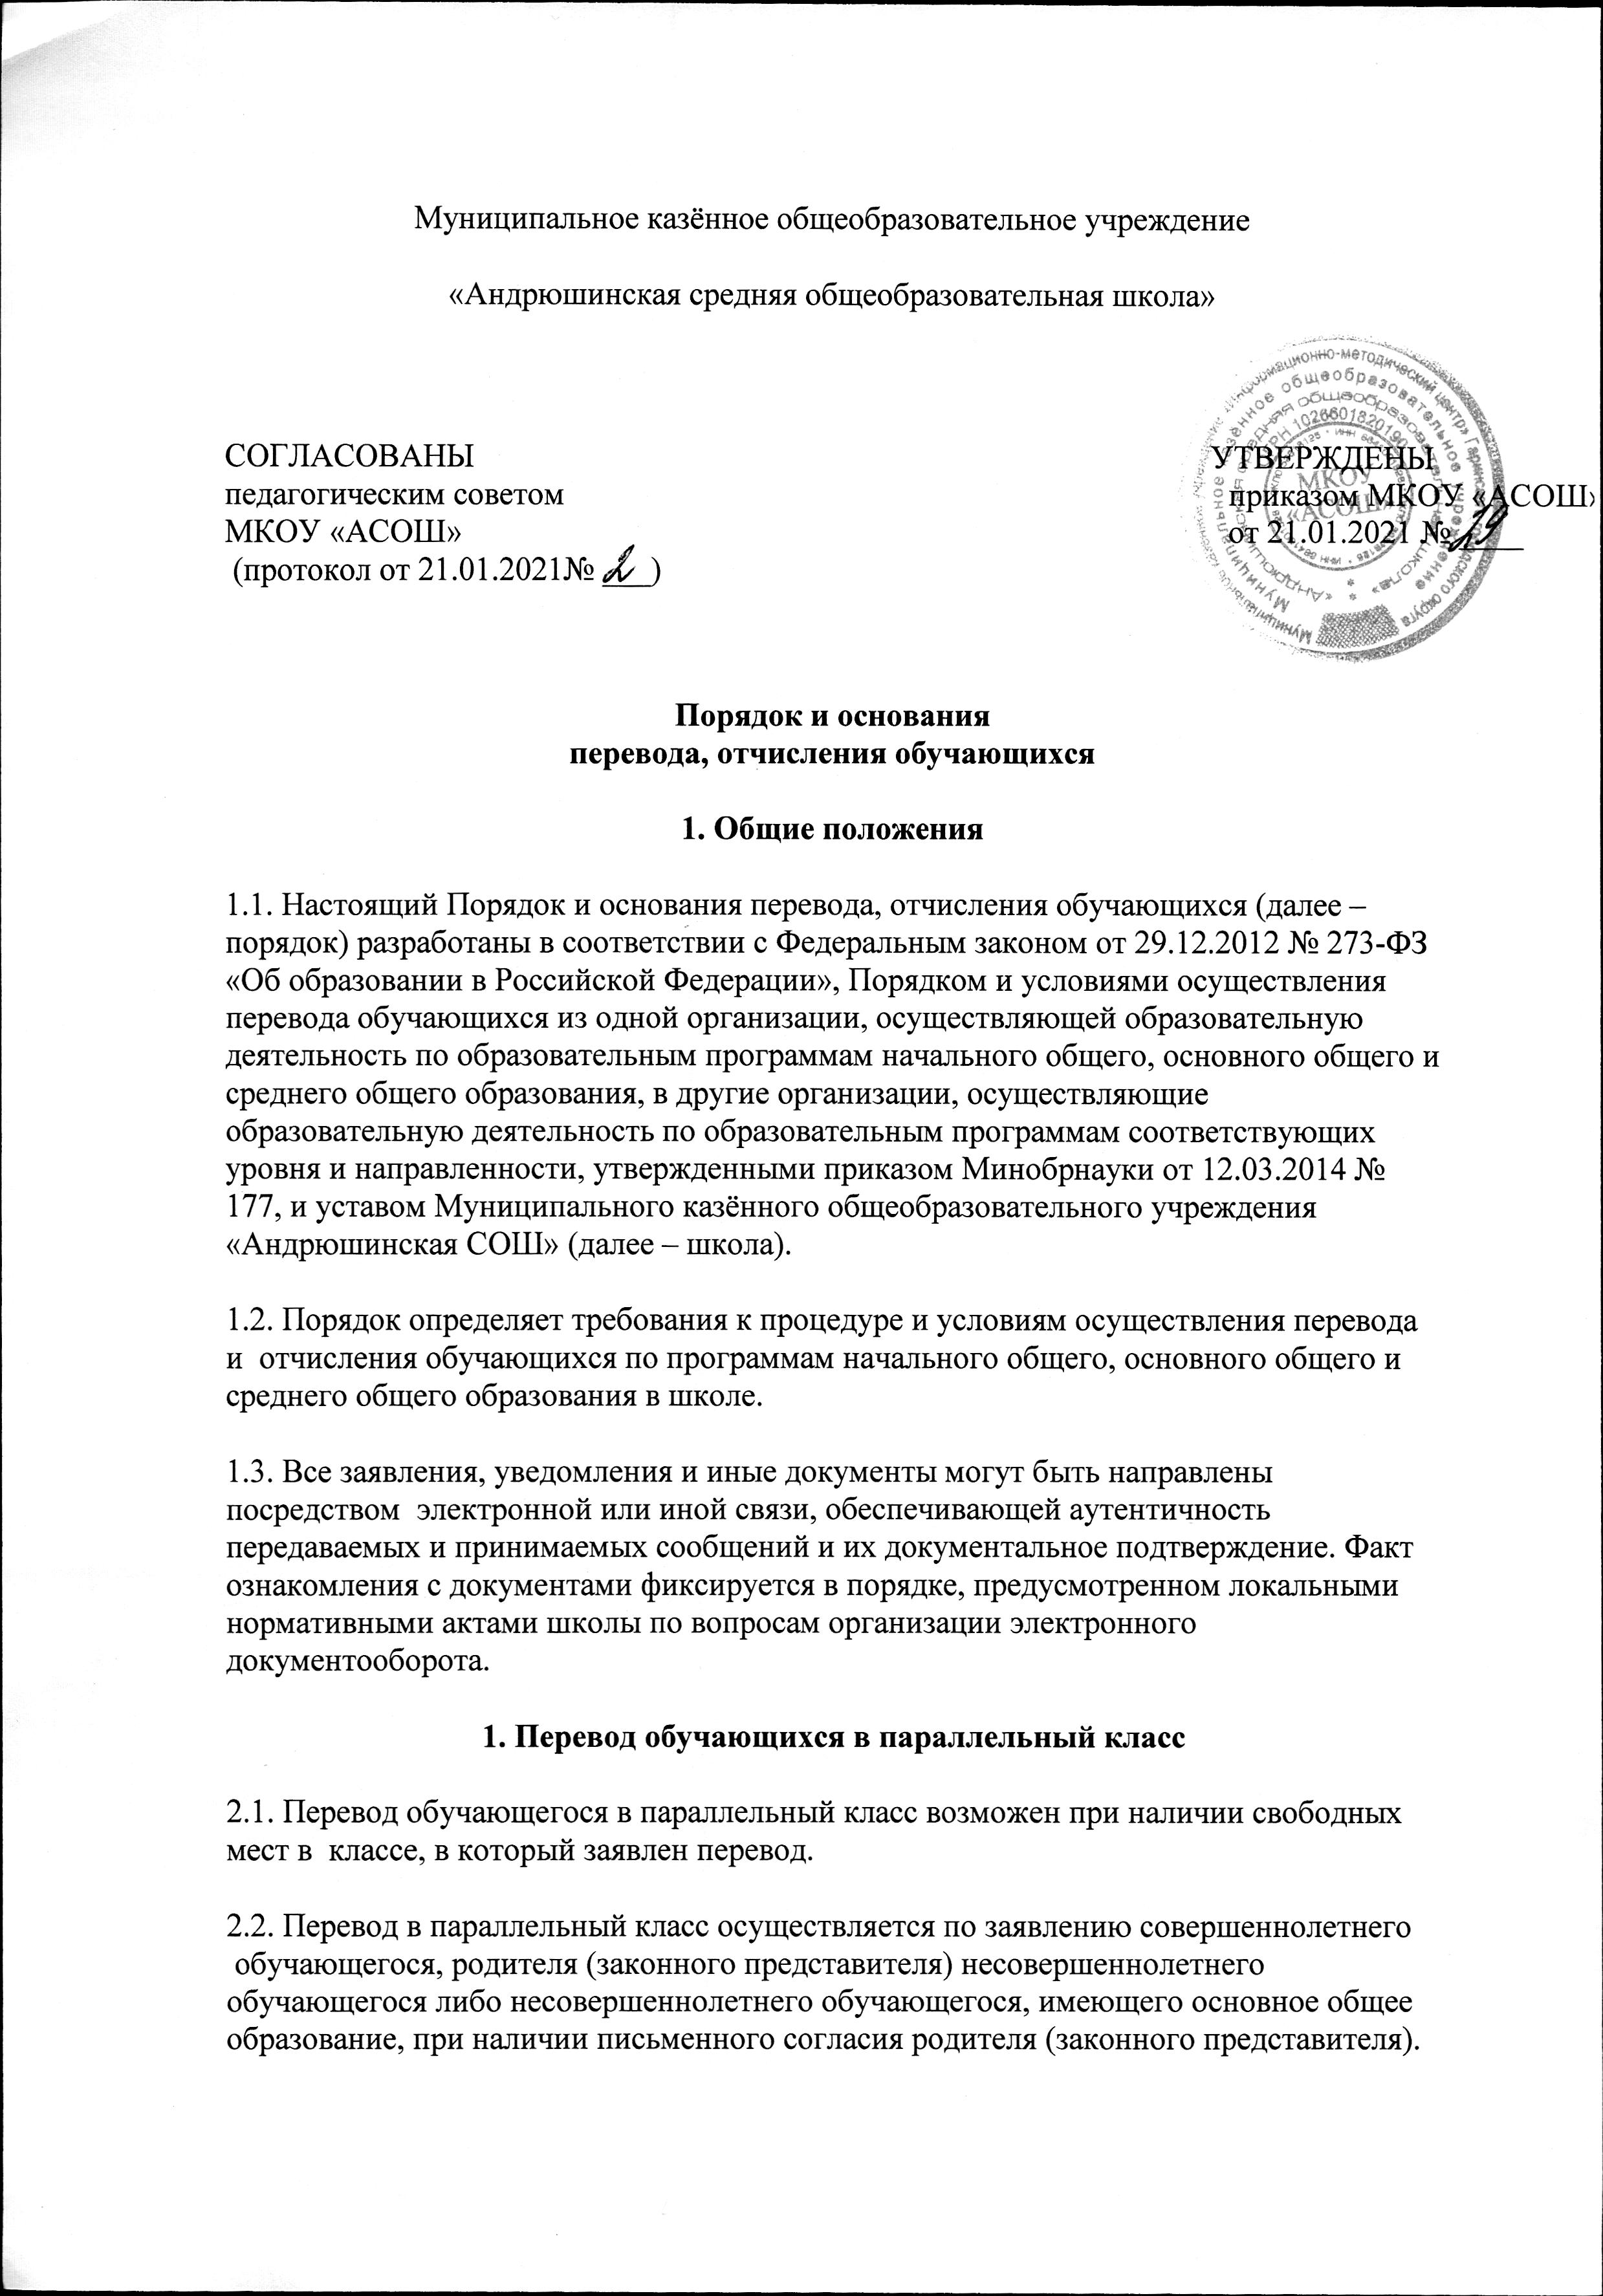 Муниципальное казённое общеобразовательное учреждение
«Андрюшинская средняя общеобразовательная школа»
СОГЛАСОВАНЫ
педагогическим советом
МКОУ «АСОШ»
(протокол от 21.01.2021№ 2)
УТВЕРЖДЕНЫ
приказом МКОУ «АСОШ»
от 21.01.2021 № 29
МКОУ
«АСОШ»
Порядок и основания
перевода, отчисления обучающихся
1. Общие положения
1.1. Настоящий Порядок и основания перевода, отчисления обучающихся (далее –
порядок) разработаны в соответствии с Федеральным законом от 29.12.2012 № 273-ФЗ
«Об образовании в Российской Федерации», Порядком и условиями осуществления
перевода обучающихся из одной организации, осуществляющей образовательную
деятельность по образовательным программам начального общего, основного общего и
среднего общего образования, в другие организации, осуществляющие
образовательную деятельность по образовательным программам соответствующих
уровня и направленности, утвержденными приказом Минобрнауки от 12.03.2014 №
177, и уставом Муниципального казённого общеобразовательного учреждения
«Андрюшинская СОШ» (далее – школа).
1.2. Порядок определяет требования к процедуре и условиям осуществления перевода
и отчисления обучающихся по программам начального общего, основного общего и
среднего общего образования в школе.
1.3. Все заявления, уведомления и иные документы могут быть направлены
посредством электронной или иной связи, обеспечивающей аутентичность
передаваемых и принимаемых сообщений и их документальное подтверждение. Факт
ознакомления с документами фиксируется в порядке, предусмотренном локальными
нормативными актами школы по вопросам организации электронного
документооборота.
1. Перевод обучающихся в параллельный класс
2.1. Перевод обучающегося в параллельный класс возможен при наличии свободных
мест в классе, в который заявлен перевод.
2.2. Перевод в параллельный класс осуществляется по заявлению совершеннолетнего
обучающегося, родителя (законного представителя) несовершеннолетнего
обучающегося либо несовершеннолетнего обучающегося, имеющего основное общее
образование, при наличии письменного согласия родителя (законного представителя).